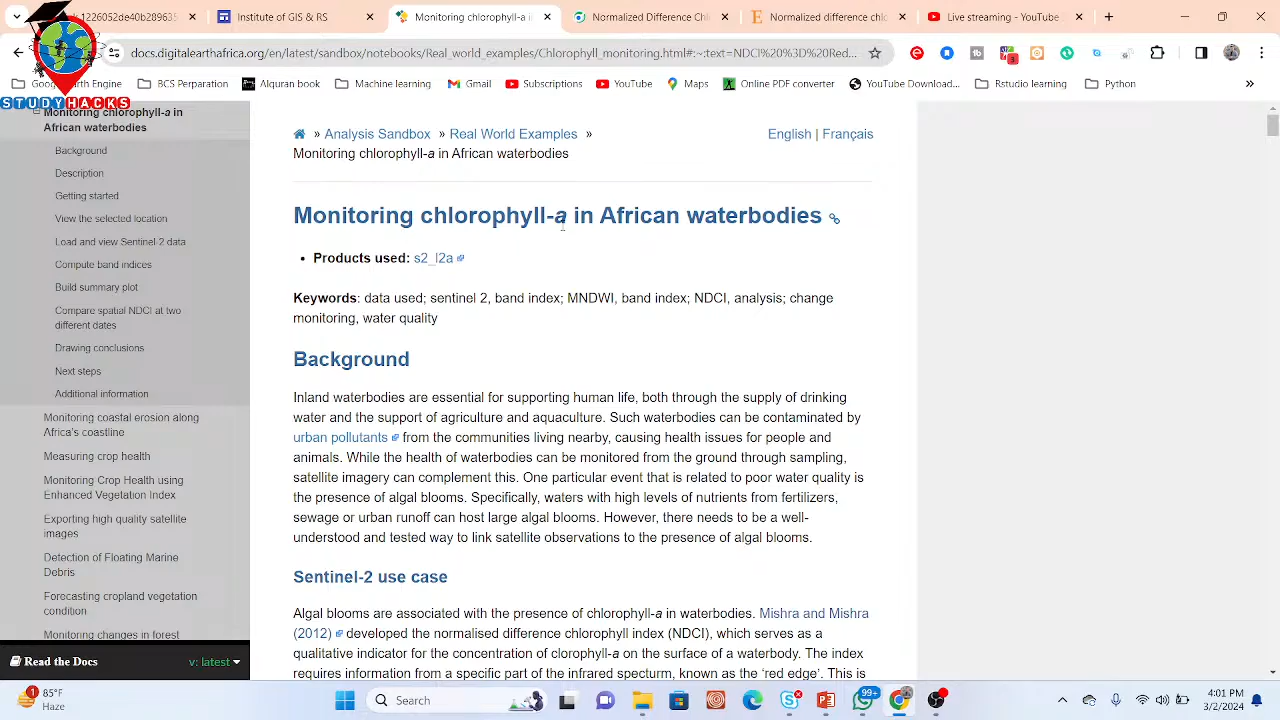 12602526de40b289635
Institute of GIS & RS
Monitoring chlorophyll-a in
Normalized Difference Chl
Normalized difference chl
Live streaming - YouTube
docs.digitalearthafrica.org/en/latest/sandbox/notebooks/Real_world_examples/Chlorophyll_monitoring.html#:~:text=NDCI%20%3D%20Red...
3
Engine
BCS Perparation
Alquran book
Machine learning
Gmail
Subscriptions
YouTube
Maps
Online PDF converter
YouTube Download...
Rstudio learning
Python
»
STUDYHACKS
Monitoring chlorophyll-a in
African waterbodies
Background
Description
Getting started
View the selected location
Load and view Sentinel-2 data
Compute band indices
Build summary plot
Compare spatial NDCI at two
different dates
Drawing conclusions
Next steps
Additional information
Monitoring coastal erosion along
Africa's coastline
Measuring crop health
Monitoring Crop Health using
Enhanced Vegetation Index
Exporting high quality satellite
images
Detection of Floating Marine
Debris
Forecasting cropland vegetation
condition
Monitoring changes in forest
Read the Docs
v: latest
» Analysis Sandbox » Real World Examples »
English | Français
Monitoring chlorophyll-a in African waterbodies
Monitoring chlorophyll-a in African waterbodies
• Products used: s2_l2a
Keywords: data used; sentinel 2, band index; MNDWI, band index; NDCI, analysis; change
monitoring, water quality
Background
Inland waterbodies are essential for supporting human life, both through the supply of drinking
water and the support of agriculture and aquaculture. Such waterbodies can be contaminated by
urban pollutants from the communities living nearby, causing health issues for people and
animals. While the health of waterbodies can be monitored from the ground through sampling,
satellite imagery can complement this. One particular event that is related to poor water quality is
the presence of algal blooms. Specifically, waters with high levels of nutrients from fertilizers,
sewage or urban runoff can host large algal blooms. However, there needs to be a well-
understood and tested way to link satellite observations to the presence of algal blooms.
Sentinel-2 use case
Algal blooms are associated with the presence of chlorophyll-a in waterbodies. Mishra and Mishra
(2012) developed the normalised difference chlorophyll index (NDCI), which serves as a
qualitative indicator for the concentration of chlorophyll-a on the surface of a waterbody. The index
requires information from a specific part of the infrared specturm, known as the 'red edge'. This is
1
85°F
Haze
Search
99+
4:01 PM
3/2/2024